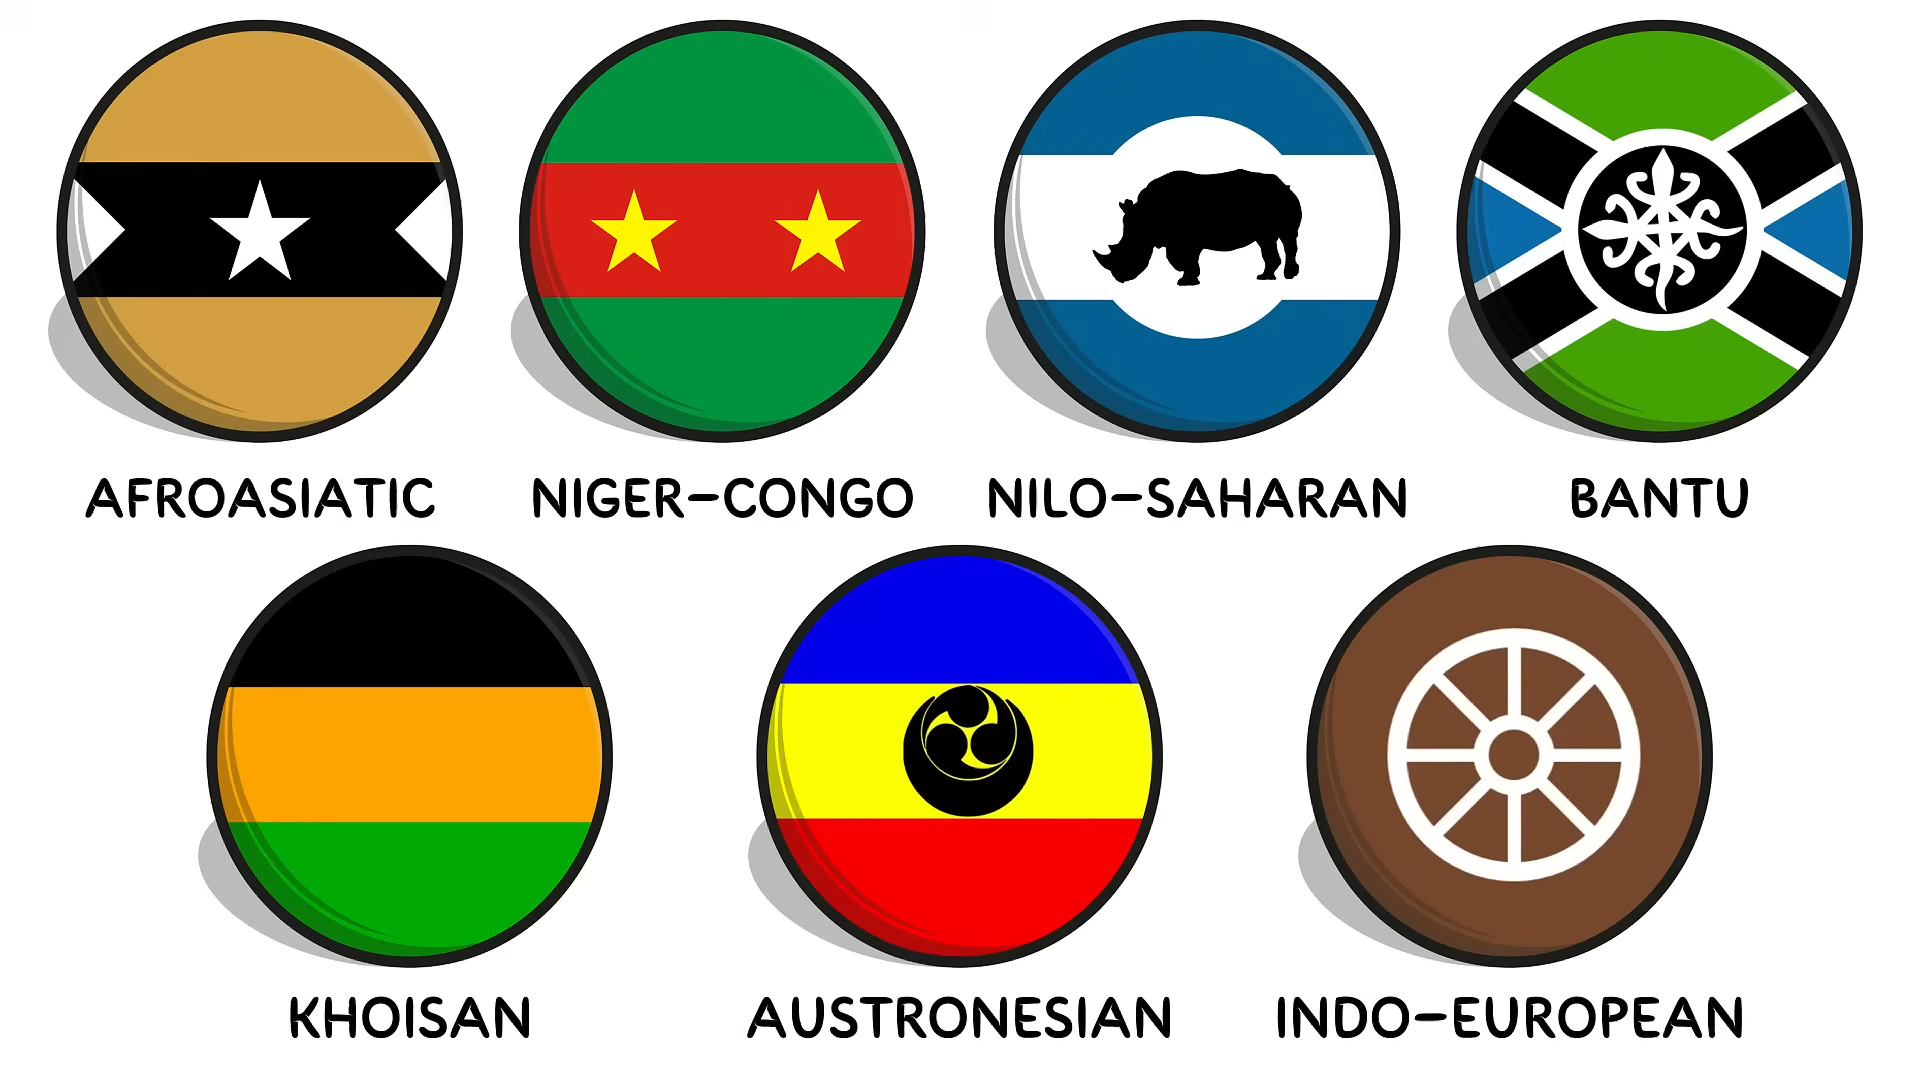 AFROASIATIC
NIGER-CONGO
NILO-SAHARAN
BANTU
KHOISAN
AUSTRONESIAN
INDO-EUROPEAN